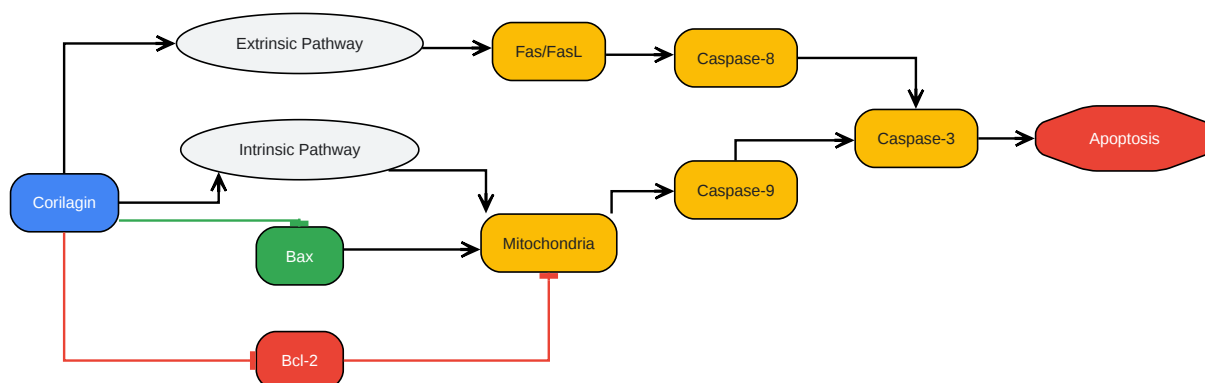 Extrinsic Pathway
Fas/FasL
Caspase-8
Intrinsic Pathway
Caspase-3
Apoptosis
Corilagin
Caspase-9
Bax
Mitochondria
Bcl-2